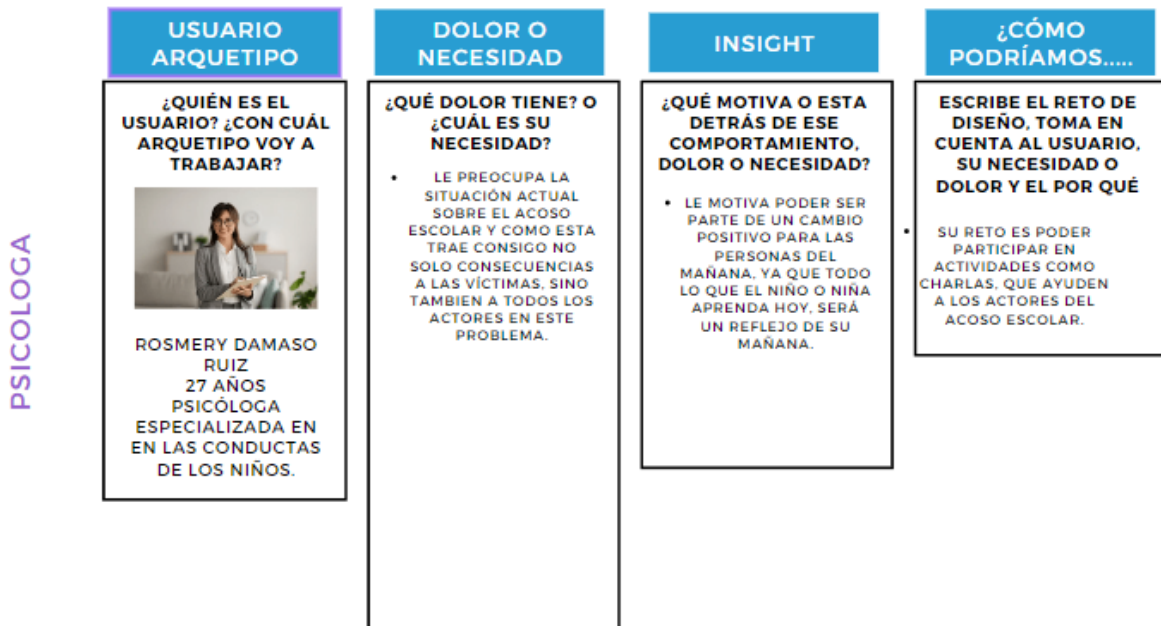 USUARIO
ARQUETIPO
DOLOR O
NECESIDAD
INSIGHT
¿CÓMO
PODRÍAMOS.....
PSICOLOGA
¿QUIÉN ES EL
USUARIO? ¿CON CUÁL
ARQUETIPO VOY A
TRABAJAR?
ROSMERY DAMASO
RUIZ
27 AÑOS
PSICÓLOGA
ESPECIALIZADA EN
EN LAS CONDUCTAS
DE LOS NIÑOS.
¿QUÉ DOLOR TIENE? O
¿CUÁL ES SU
NECESIDAD?
• LE PREOCUPA LA
SITUACIÓN ACTUAL
SOBRE EL ACOSO
ESCOLAR Y COMO ESTA
TRAE CONSIGO NO
SOLO CONSECUENCIAS
A LAS VÍCTIMAS, SINO
TAMBIEN A TODOS LOS
ACTORES EN ESTE
PROBLEMA.
¿QUÉ MOTIVA O ESTA
DETRÁS DE ESE
COMPORTAMIENTO,
DOLOR O NECESIDAD?
• LE MOTIVA PODER SER
PARTE DE UN CAMBIO
POSITIVO PARA LAS
PERSONAS DEL
MAÑANA, YA QUE TODO
LO QUE EL NIÑO O NIÑA
APRENDA HOY, SERÁ
UN REFLEJO DE SU
MAÑANA.
ESCRIBE EL RETO DE
DISEÑO, TOMA EN
CUENTA AL USUARIO,
SU NECESIDAD O
DOLOR Y EL POR QUÉ
• SU RETO ES PODER
PARTICIPAR EN
ACTIVIDADES COMO
CHARLAS, QUE AYUDEN
A LOS ACTORES DEL
ACOSO ESCOLAR.